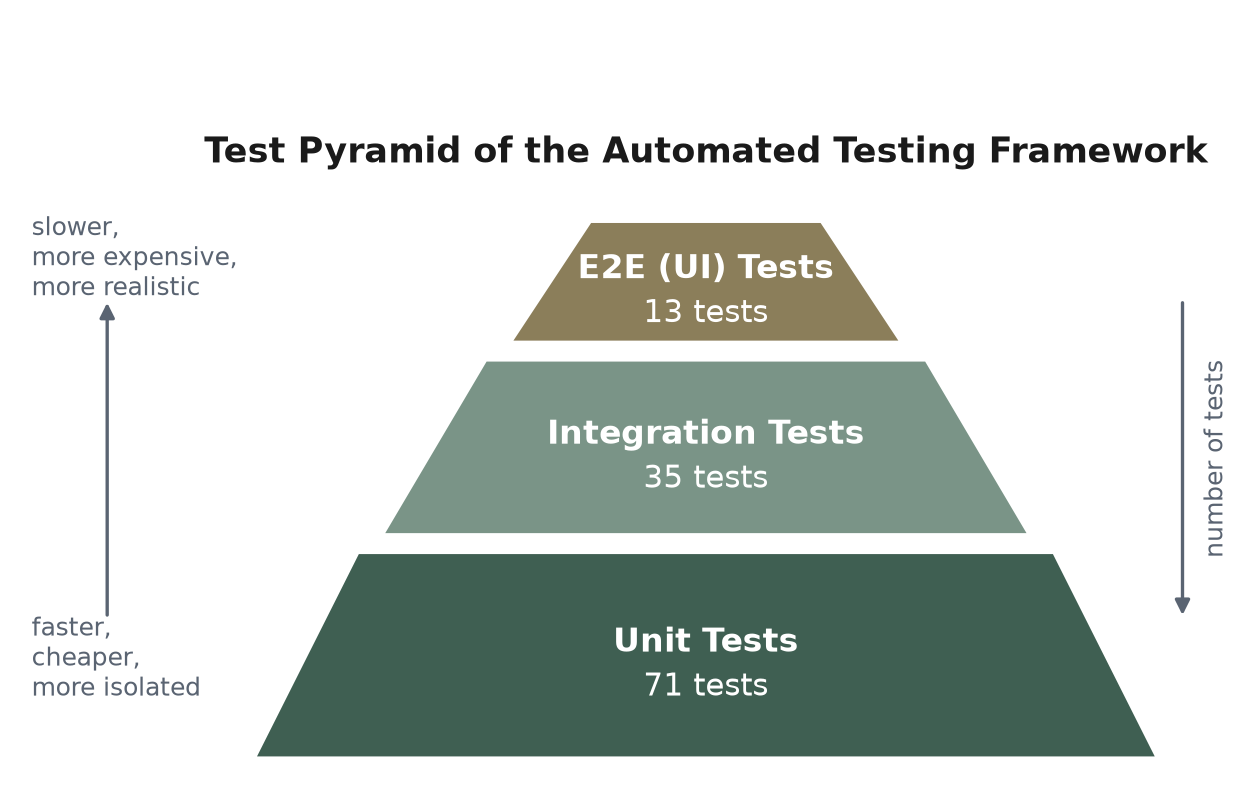 Test Pyramid of the Automated Testing Framework
slower,
more expensive,
more realistic
E2E (UI) Tests
13 tests
Integration Tests
35 tests
number of tests
faster,
cheaper,
more isolated
Unit Tests
71 tests